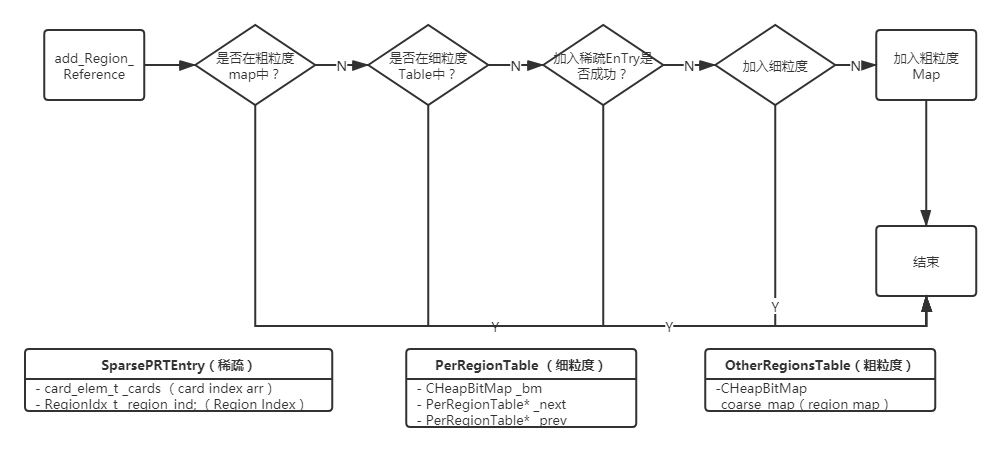 add_Region_
Reference
是否在粗粒度
map中？
N
是否在细粒度
Table中？
N
加入稀疏EnTry是
否成功？
N
加入细粒度
N
加入粗粒度
Map
结束
Y
Y
Y
SparsePRTEntry（稀疏）
- card_elem_t _cards （card index arr）
- RegionIdx_t _region_ind;（Region Index）
PerRegionTable （细粒度）
- CHeapBitMap _bm
- PerRegionTable* _next
- PerRegionTable* _prev
OtherRegionsTable（粗粒度）
-CHeapBitMap
_coarse_map（region map）